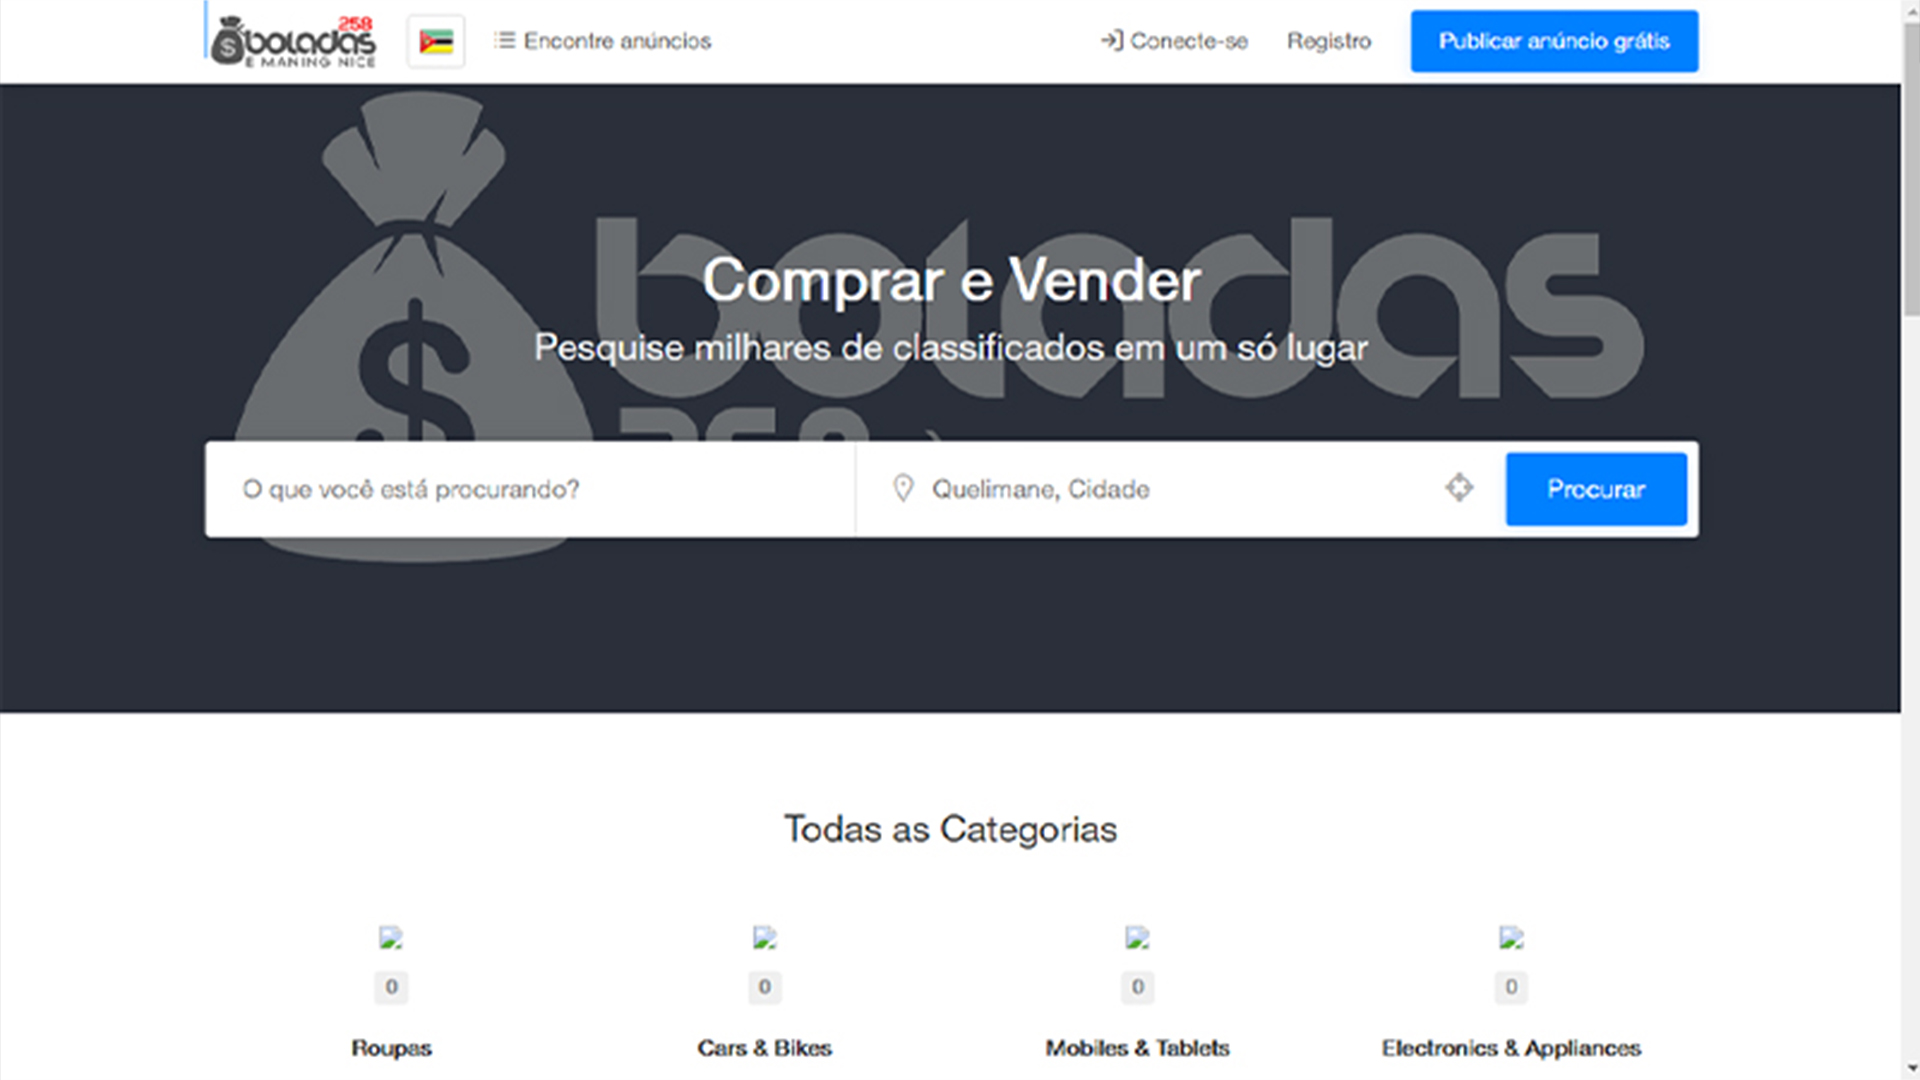 258
boladas
E MANING NICE
Encontre anúncios
Conecte-se
Registro
Publicar anúncio grátis
boladas
Comprar e Vender
Pesquise milhares de classificados em um só lugar
258
O que você está procurando?
Quelimane, Cidade
Procurar
Todas as Categorias
0
0
0
0
Roupas
Cars & Bikes
Mobiles & Tablets
Electronics & Appliances